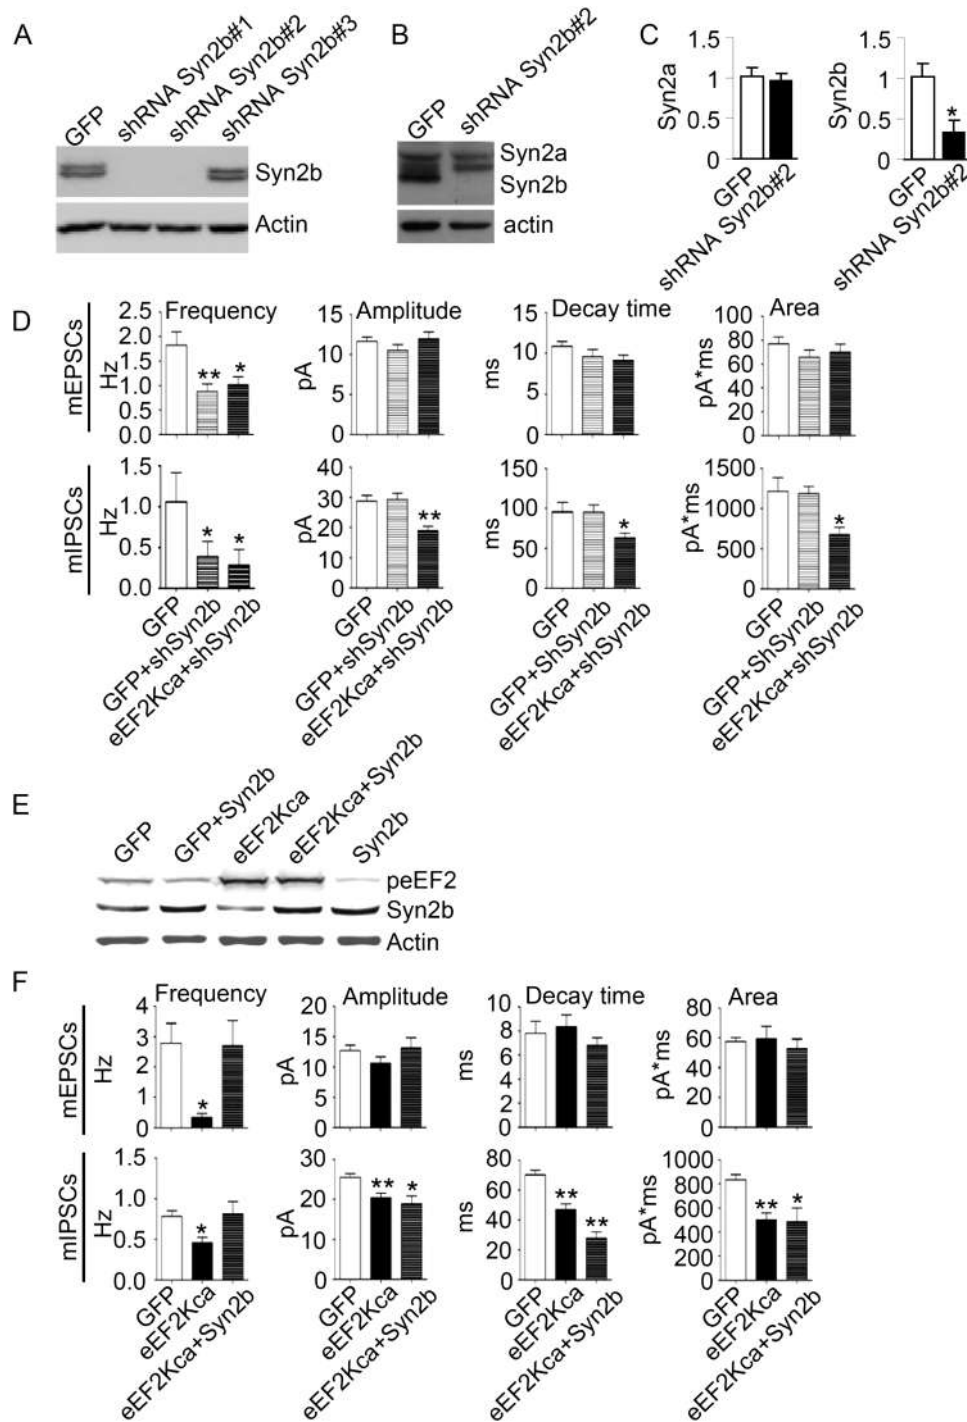 A
GFP
shRNA Syn2b#1
shRNA Syn2b#2
shRNA Syn2b#3
Syn2b
Actin
B
GFP
shRNA Syn2b#2
Syn2a
Syn2b
actin
C
Syn2a
1.5
1
0.5
0
GFP
shRNA Syn2b#2
Syn2b
1.5
1
0.5
0
*
GFP
shRNA Syn2b#2
D
mEPSCs
Frequency
Hz
2.5
2.0
1.5
1.0
0.5
0.0
** *
Amplitude
pA
15
10
5
0
Decay time
ms
15
10
5
0
Area
pA*ms
100
80
60
40
20
0
mIPSCs
Hz
1.5
1.0
0.5
0.0
* *
GFP
GFP+shSyn2b
eEF2Kca+shSyn2b
pA
40
30
20
10
0
**
GFP
GFP+shSyn2b
eEF2Kca+shSyn2b
ms
150
100
50
0
*
GFP
GFP+ShSyn2b
eEF2Kca+shSyn2b
pA*ms
1500
1000
500
0
*
GFP
GFP+ShSyn2b
eEF2Kca+shSyn2b
E
GFP
GFP+Syn2b
eEF2Kca
eEF2Kca+Syn2b
Syn2b
peEF2
Syn2b
Actin
F
mEPSCs
Frequency
Hz
4
3
2
1
0
*
Amplitude
pA
20
15
10
5
0
Decay time
ms
10
8
6
4
2
0
Area
pA*ms
80
60
40
20
0
mIPSCs
Hz
1.5
1.0
0.5
0.0
*
GFP
eEF2Kca
eEF2Kca+Syn2b
pA
30
20
10
0
** *
GFP
eEF2Kca
eEF2Kca+Syn2b
ms
80
60
40
20
0
** **
GFP
eEF2Kca
eEF2Kca+Syn2b
pA*ms
1000
800
600
400
200
0
** *
GFP
eEF2Kca
eEF2Kca+Syn2b